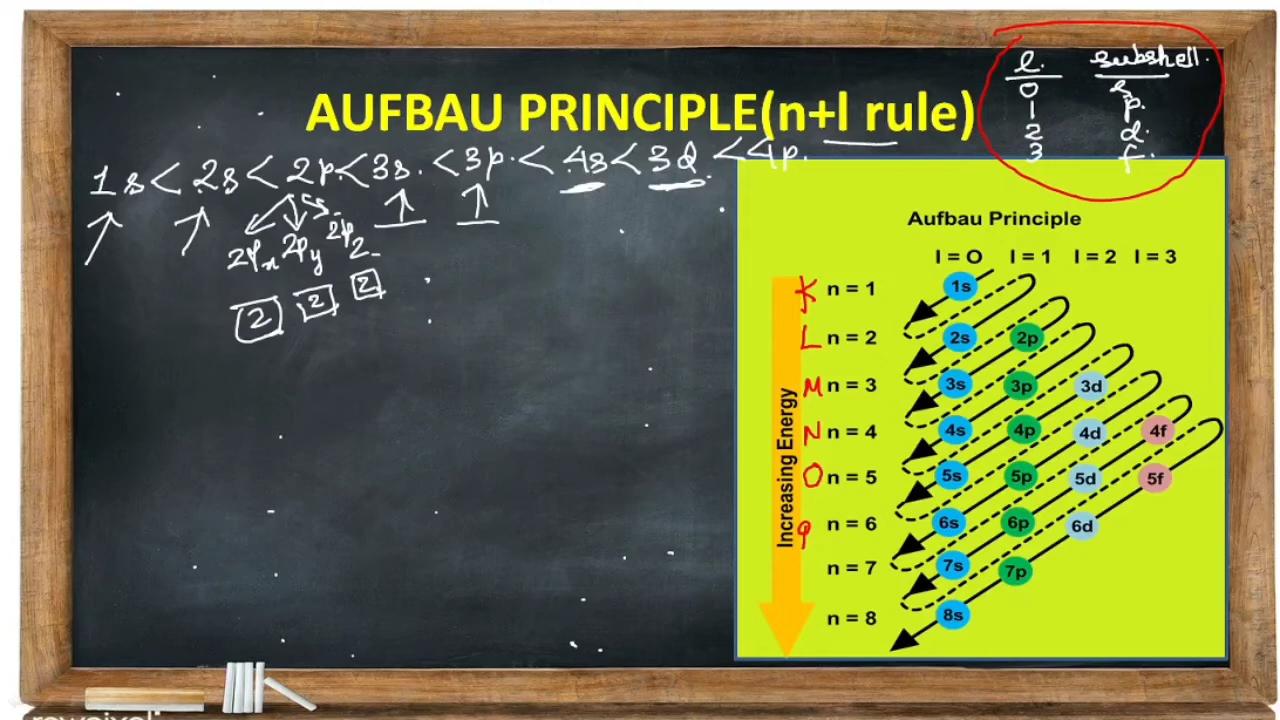 l. subshell.
0 s
1 p.
2 d.
3 f.
AUFBAU PRINCIPLE(n+l rule)
1s < 2s < 2p. < 3s. < 3p. < 4s < 3d < 4p.
2px 2py 2pz
2 2 2
Aufbau Principle
l = 0 l = 1 l = 2 l = 3
K n = 1 1s
L n = 2 2s 2p
M n = 3 3s 3p 3d
N n = 4 4s 4p 4d 4f
O n = 5 5s 5p 5d 5f
P n = 6 6s 6p 6d
n = 7 7s 7p
n = 8 8s
Increasing Energy